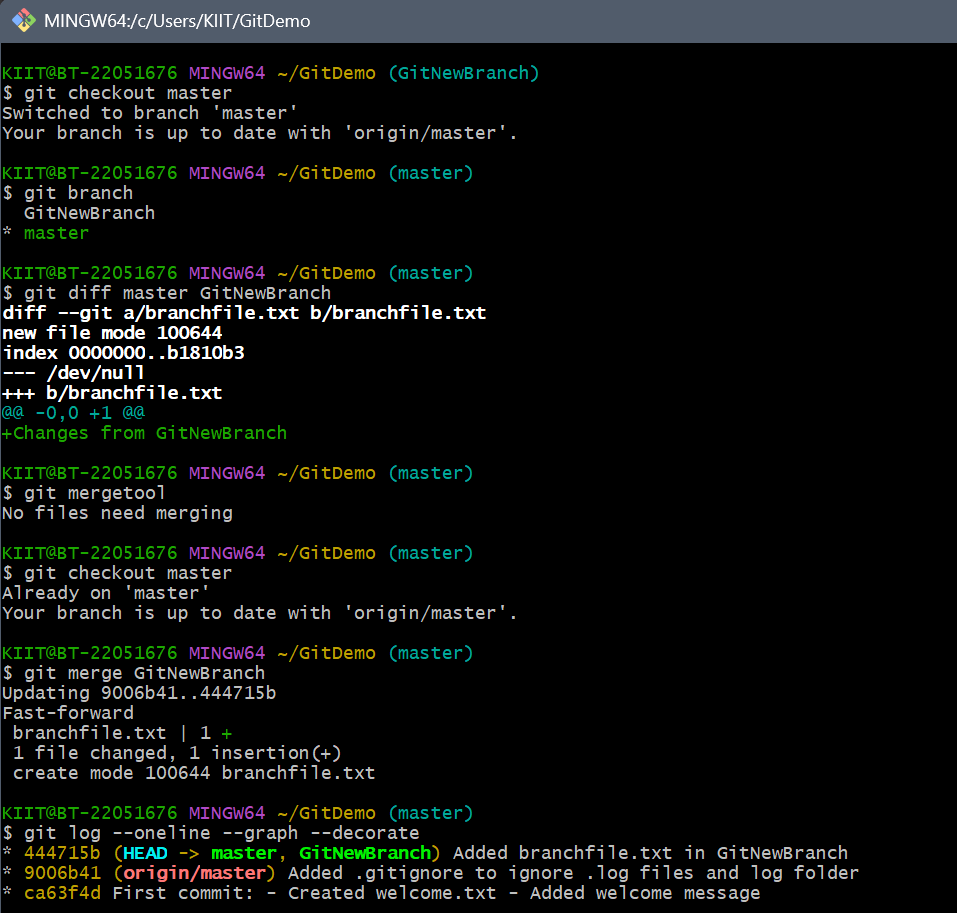 MINGW64:/c/Users/KIIT/GitDemo
KIIT@BT-22051676 MINGW64 ~/GitDemo (GitNewBranch)
$ git checkout master
Switched to branch 'master'
Your branch is up to date with 'origin/master'.
KIIT@BT-22051676 MINGW64 ~/GitDemo (master)
$ git branch
  GitNewBranch
* master
KIIT@BT-22051676 MINGW64 ~/GitDemo (master)
$ git diff master GitNewBranch
diff --git a/branchfile.txt b/branchfile.txt
new file mode 100644
index 0000000..b1810b3
--- /dev/null
+++ b/branchfile.txt
@@ -0,0 +1 @@
+Changes from GitNewBranch
KIIT@BT-22051676 MINGW64 ~/GitDemo (master)
$ git mergetool
No files need merging
KIIT@BT-22051676 MINGW64 ~/GitDemo (master)
$ git checkout master
Already on 'master'
Your branch is up to date with 'origin/master'.
KIIT@BT-22051676 MINGW64 ~/GitDemo (master)
$ git merge GitNewBranch
Updating 9006b41..444715b
Fast-forward
 branchfile.txt | 1 +
 1 file changed, 1 insertion(+)
 create mode 100644 branchfile.txt
KIIT@BT-22051676 MINGW64 ~/GitDemo (master)
$ git log --oneline --graph --decorate
* 444715b (HEAD -> master, GitNewBranch) Added branchfile.txt in GitNewBranch
* 9006b41 (origin/master) Added .gitignore to ignore .log files and log folder
* ca63f4d First commit: - Created welcome.txt - Added welcome message